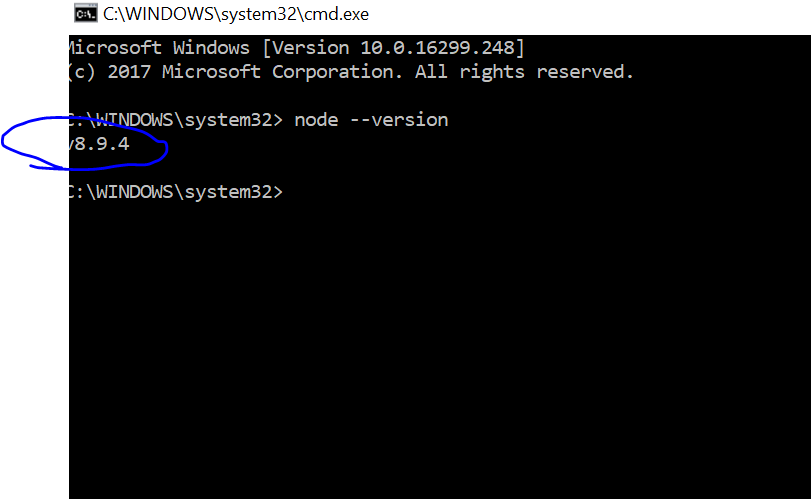 C:\WINDOWS\system32\cmd.exe
Microsoft Windows [Version 10.0.16299.248]
(c) 2017 Microsoft Corporation. All rights reserved.
C:\WINDOWS\system32> node --version
v8.9.4
C:\WINDOWS\system32>